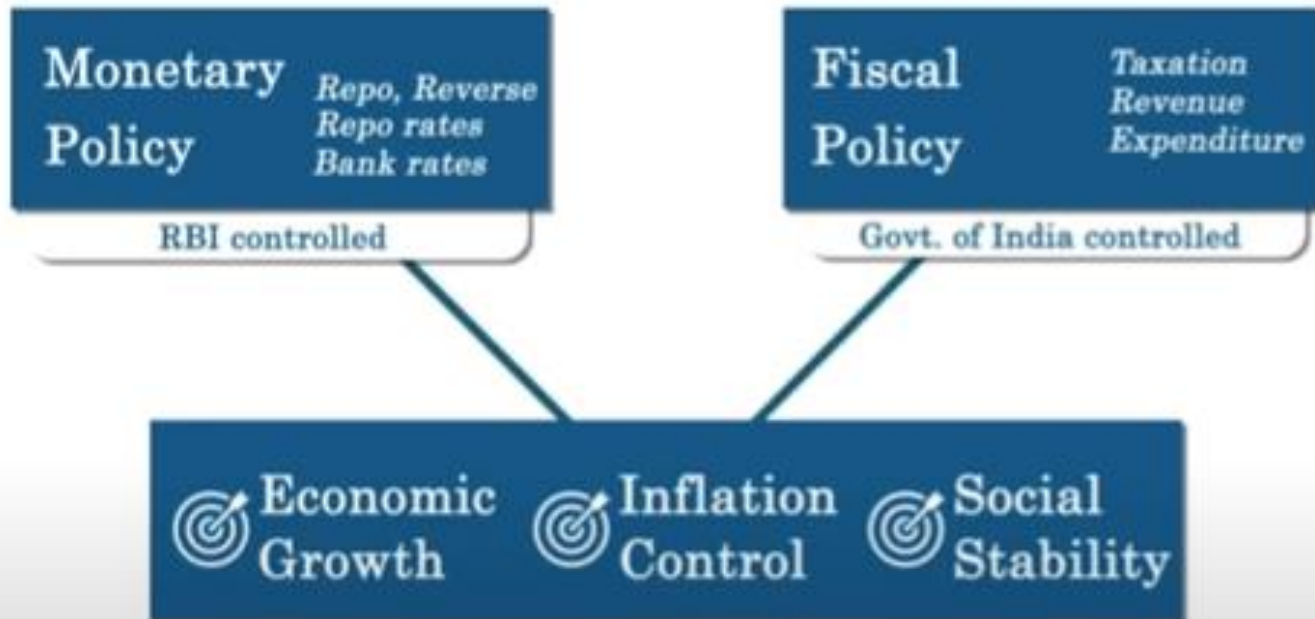 Monetary
Policy
Repo, Reverse
Repo rates
Bank rates
RBI controlled
Fiscal
Policy
Taxation
Revenue
Expenditure
Govt. of India controlled
Economic
Growth
Inflation
Control
Social
Stability